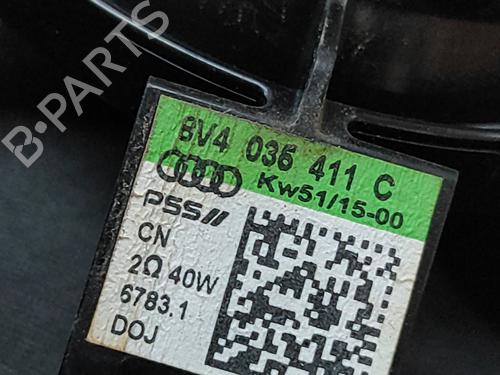 B-PARTS
8V4 035 411 C
Kw51/15-00
PSS//
CN
2Ω 40W
6783.1
DOJ